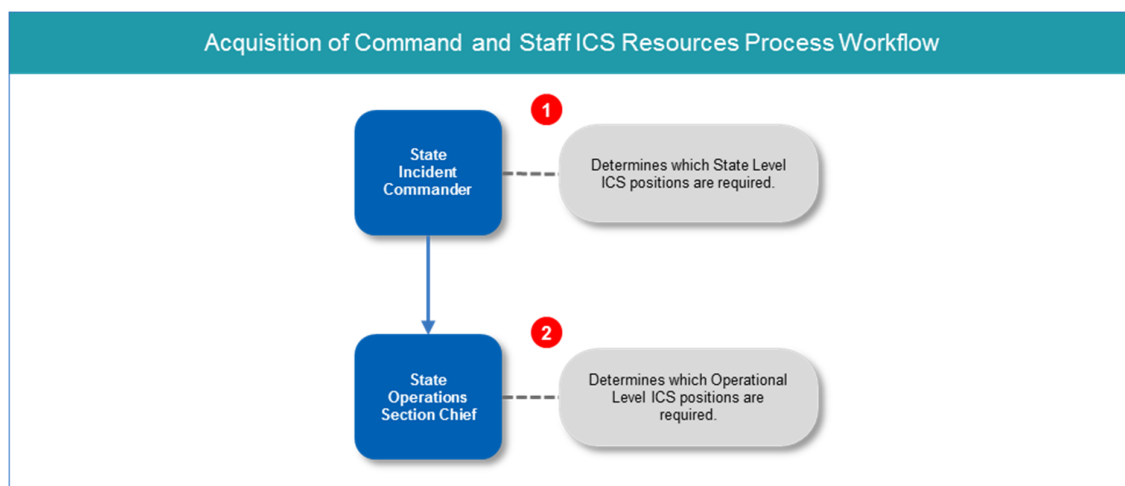 Acquisition of Command and Staff ICS Resources Process Workflow
1
State
Incident
Commander
Determines which State Level
ICS positions are required.
2
State
Operations
Section Chief
Determines which Operational
Level ICS positions are
required.